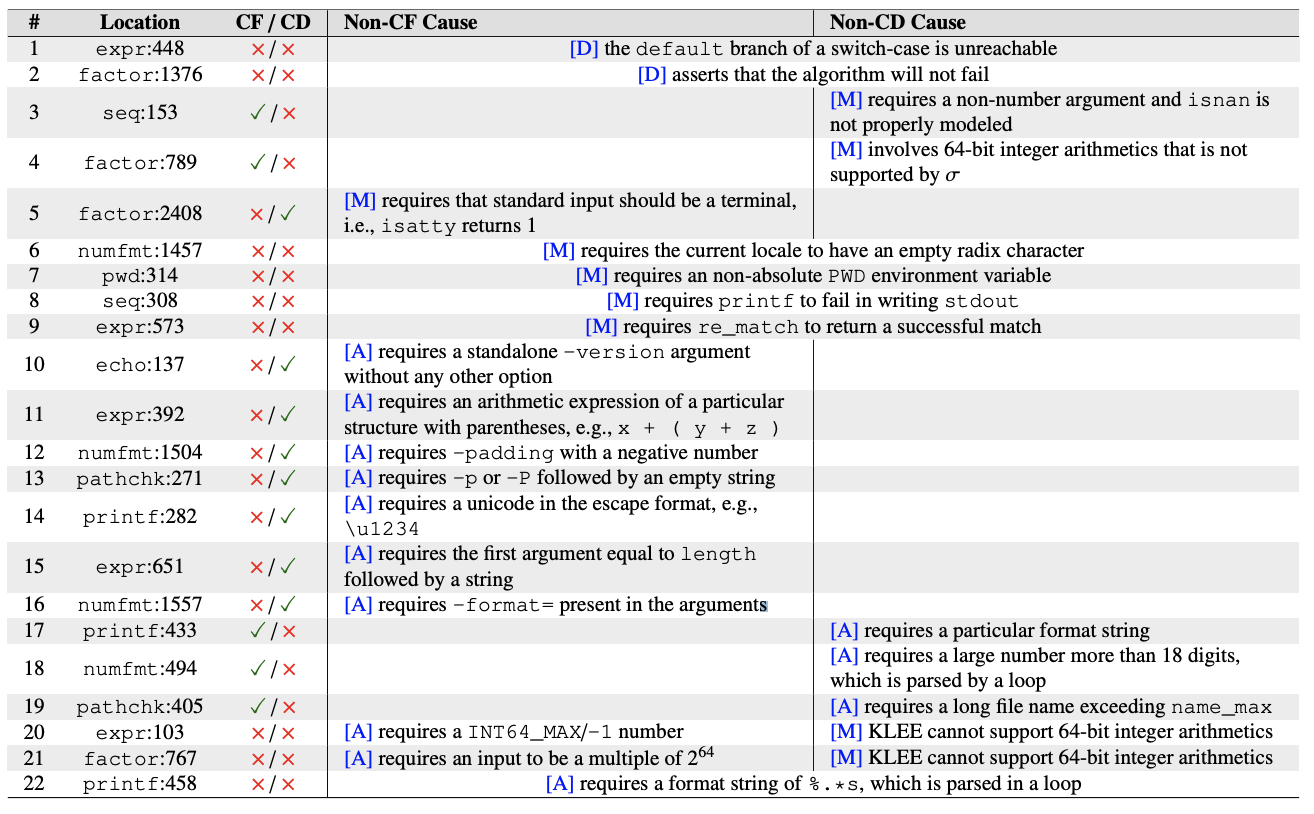 # Location CF / CD Non-CF Cause Non-CD Cause
1 expr:448 ✗/✗ [D] the default branch of a switch-case is unreachable
2 factor:1376 ✗/✗ [D] asserts that the algorithm will not fail
3 seq:153 ✓/✗ [M] requires a non-number argument and isnan is
not properly modeled
4 factor:789 ✓/✗ [M] involves 64-bit integer arithmetics that is not
supported by σ
5 factor:2408 ✗/✓ [M] requires that standard input should be a terminal,
i.e., isatty returns 1
6 numfmt:1457 ✗/✗ [M] requires the current locale to have an empty radix character
7 pwd:314 ✗/✗ [M] requires an non-absolute PWD environment variable
8 seq:308 ✗/✗ [M] requires printf to fail in writing stdout
9 expr:573 ✗/✗ [M] requires re_match to return a successful match
10 echo:137 ✗/✓ [A] requires a standalone -version argument
without any other option
11 expr:392 ✗/✓ [A] requires an arithmetic expression of a particular
structure with parentheses, e.g., x + ( y + z )
12 numfmt:1504 ✗/✓ [A] requires -padding with a negative number
13 pathchk:271 ✗/✓ [A] requires -p or -P followed by an empty string
14 printf:282 ✗/✓ [A] requires a unicode in the escape format, e.g.,
\u1234
15 expr:651 ✗/✓ [A] requires the first argument equal to length
followed by a string
16 numfmt:1557 ✗/✓ [A] requires -format= present in the arguments
17 printf:433 ✓/✗ [A] requires a particular format string
18 numfmt:494 ✓/✗ [A] requires a large number more than 18 digits,
which is parsed by a loop
19 pathchk:405 ✓/✗ [A] requires a long file name exceeding name_max
20 expr:103 ✗/✗ [A] requires a INT64_MAX/-1 number [M] KLEE cannot support 64-bit integer arithmetics
21 factor:767 ✗/✗ [A] requires an input to be a multiple of 2^64 [M] KLEE cannot support 64-bit integer arithmetics
22 printf:458 ✗/✗ [A] requires a format string of %.*s, which is parsed in a loop